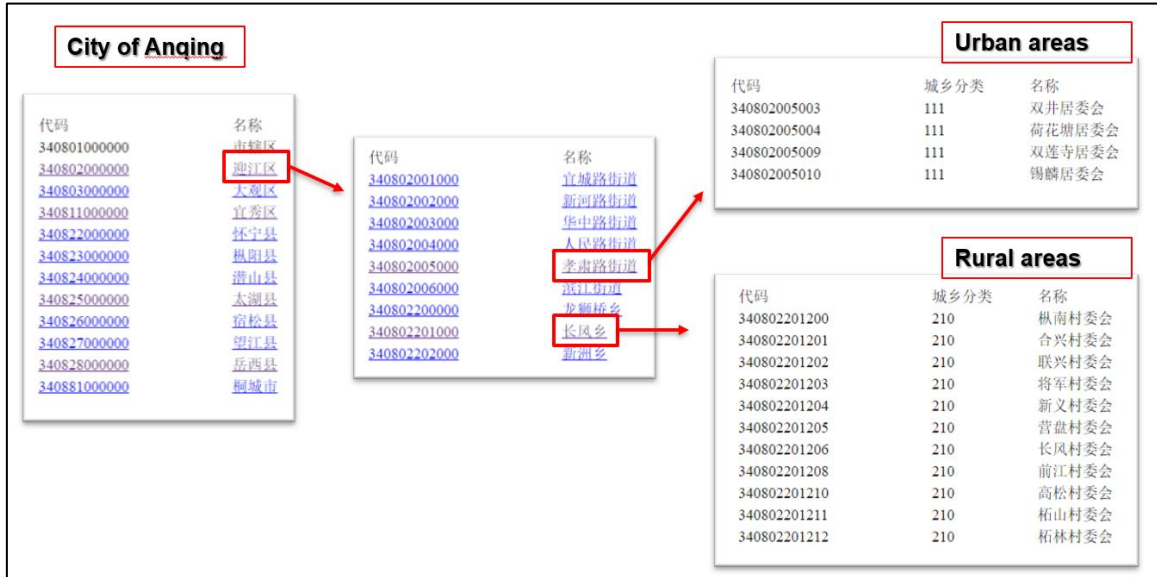 City of Anqing
代码 名称
340801000000 市辖区
340802000000 迎江区
340803000000 大观区
340811000000 宜秀区
340822000000 怀宁县
340823000000 枞阳县
340824000000 潜山县
340825000000 太湖县
340826000000 宿松县
340827000000 望江县
340828000000 岳西县
340881000000 桐城市
代码 名称
340802001000 宜城路街道
340802002000 新河路街道
340802003000 华中路街道
340802004000 人民路街道
340802005000 孝肃路街道
340802006000 滨江街道
340802200000 龙狮桥乡
340802201000 长风乡
340802202000 新洲乡
Urban areas
代码 城乡分类 名称
340802005003 111 双井居委会
340802005004 111 荷花塘居委会
340802005009 111 双莲寺居委会
340802005010 111 锡麟居委会
Rural areas
代码 城乡分类 名称
340802201200 210 枞南村委会
340802201201 210 合兴村委会
340802201202 210 联兴村委会
340802201203 210 将军村委会
340802201204 210 新义村委会
340802201205 210 营盘村委会
340802201206 210 长风村委会
340802201208 210 前江村委会
340802201210 210 高松村委会
340802201211 210 柘山村委会
340802201212 210 柘林村委会